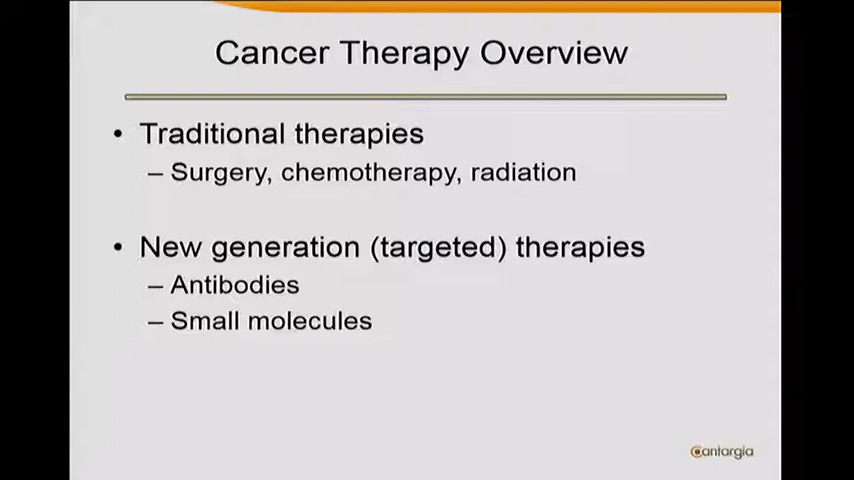 Cancer Therapy Overview
• Traditional therapies
– Surgery, chemotherapy, radiation
• New generation (targeted) therapies
– Antibodies
– Small molecules
Cantargia